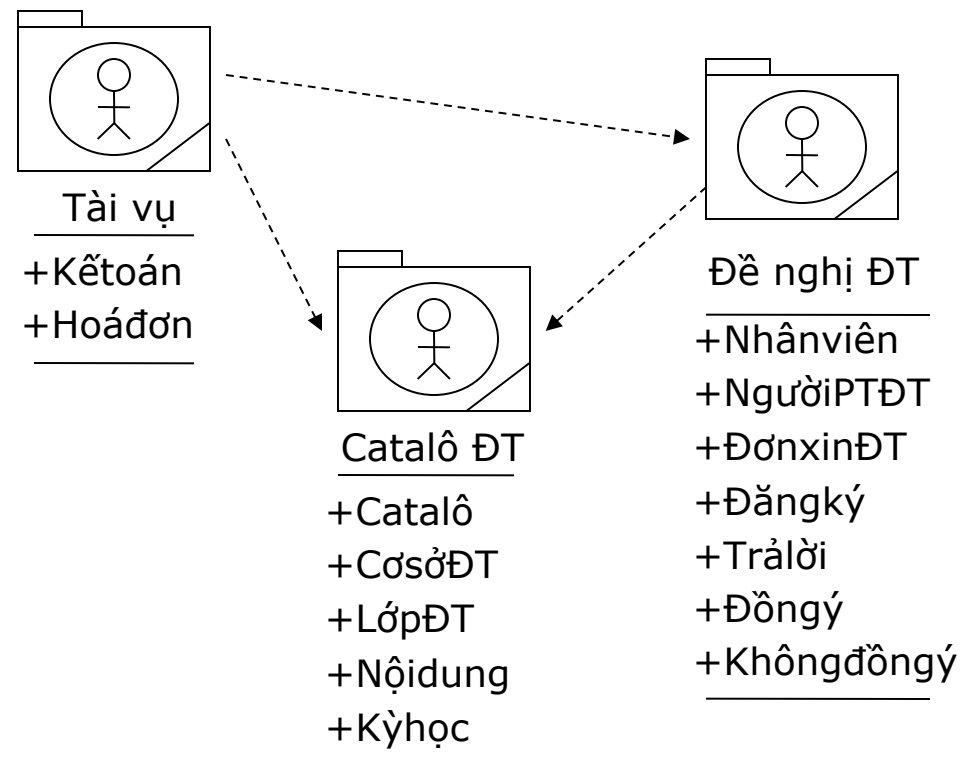 Tài vụ
+Kếtoán
+Hoáđơn
Catalô ĐT
+Catalô
+CơsởĐT
+LớpĐT
+Nộidung
+Kỳhọc
Đề nghị ĐT
+Nhânviên
+NgườiPTĐT
+ĐơnxinĐT
+Đăngký
+Trảlời
+Đồngý
+Khôngđồngý